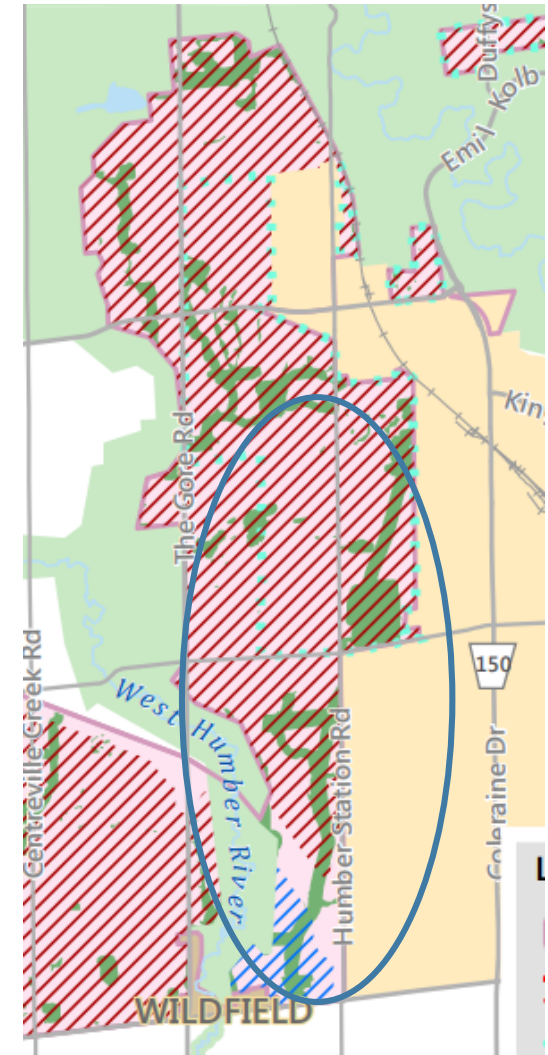 Duffys
Emil Kolb
King
The Gore Rd
150
Centreville Creek Rd
West Humber River
Humber Station Rd
Coleraine Dr
L
WILDFIELD